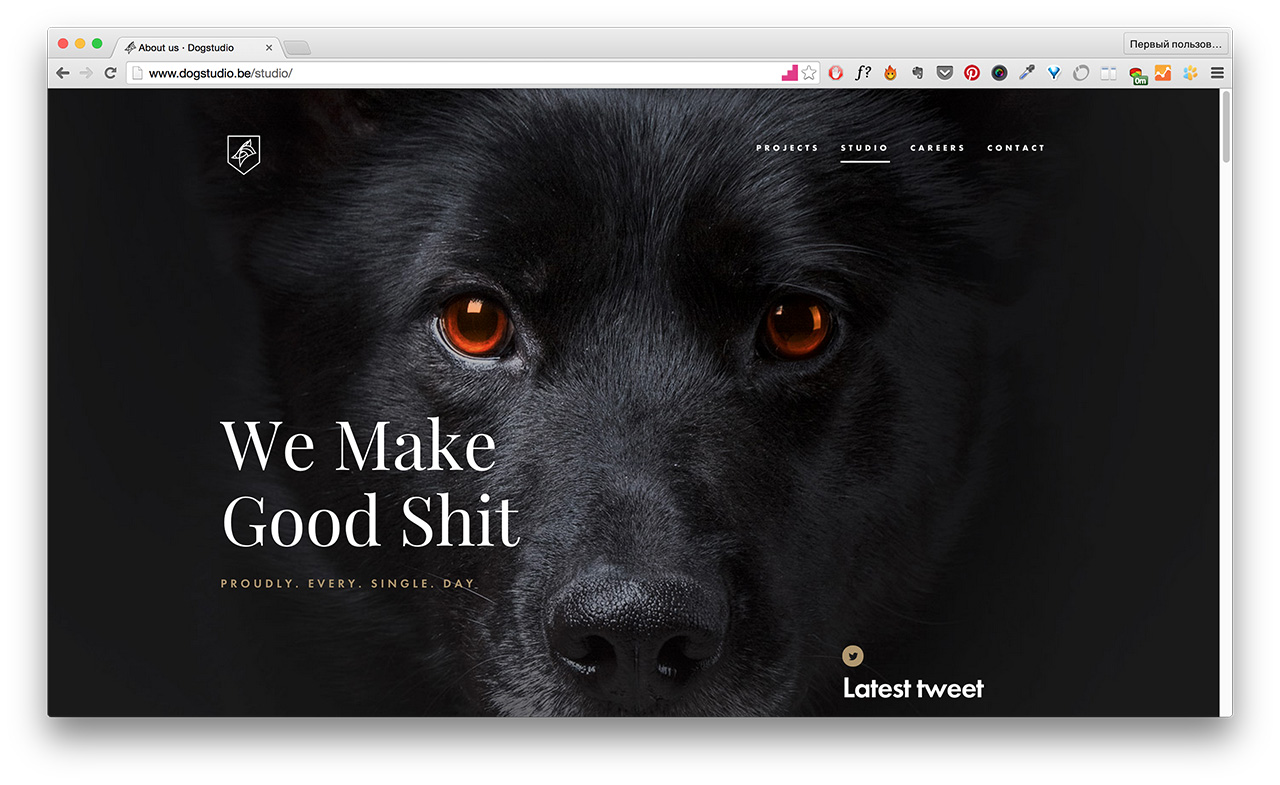 About us · Dogstudio
Первый пользов…
www.dogstudio.be/studio/
f?
0m
PROJECTS STUDIO CAREERS CONTACT
We Make
Good Shit
PROUDLY. EVERY. SINGLE. DAY.
Latest tweet